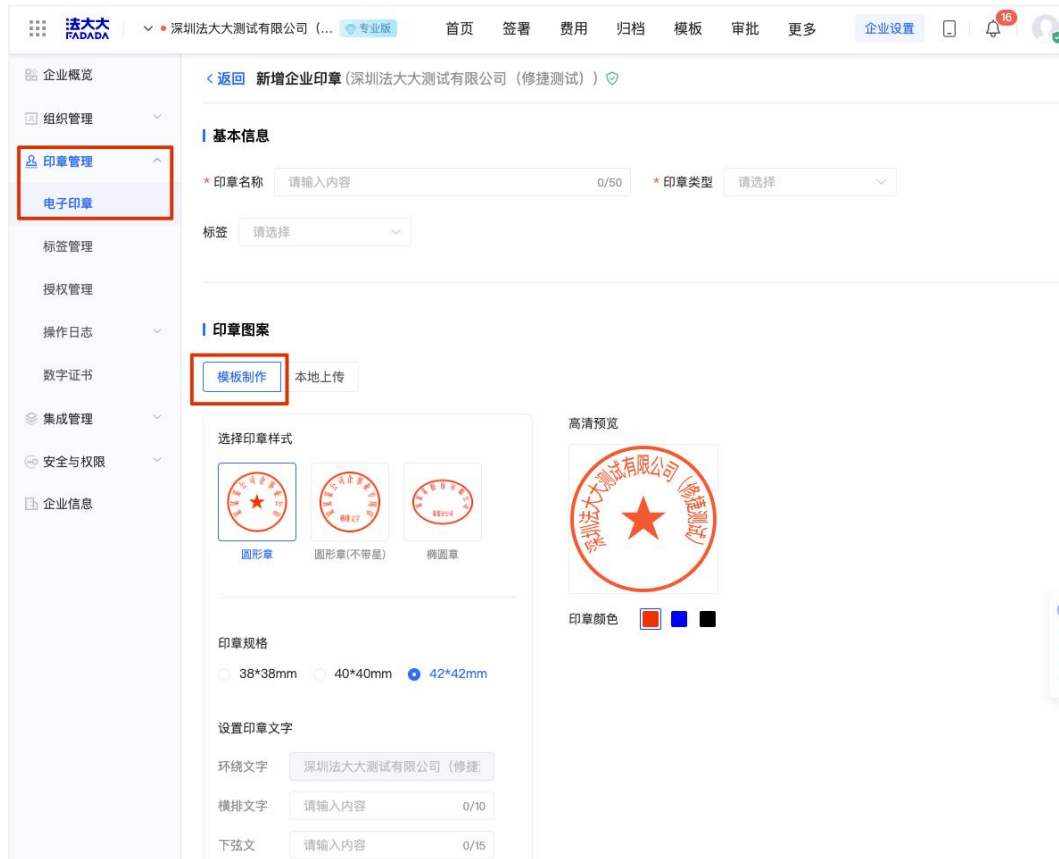 法大大
FADADA
深圳法大大测试有限公司（...
专业版
首页
签署
费用
归档
模板
审批
更多
企业设置
16
企业概览
组织管理
印章管理
电子印章
标签管理
授权管理
操作日志
数字证书
集成管理
安全与权限
企业信息
返回 新增企业印章 (深圳法大大测试有限公司（修捷测试）)
基本信息
* 印章名称 请输入内容 0/50 * 印章类型 请选择
标签 请选择
印章图案
模板制作 本地上传
选择印章样式
圆形章 圆形章(不带星) 椭圆章
印章规格
38*38mm 40*40mm 42*42mm
设置印章文字
环绕文字 深圳法大大测试有限公司（修捷
横排文字 请输入内容 0/10
下弦文 请输入内容 0/15
高清预览
深圳法大大测试有限公司（修捷测试）
印章颜色